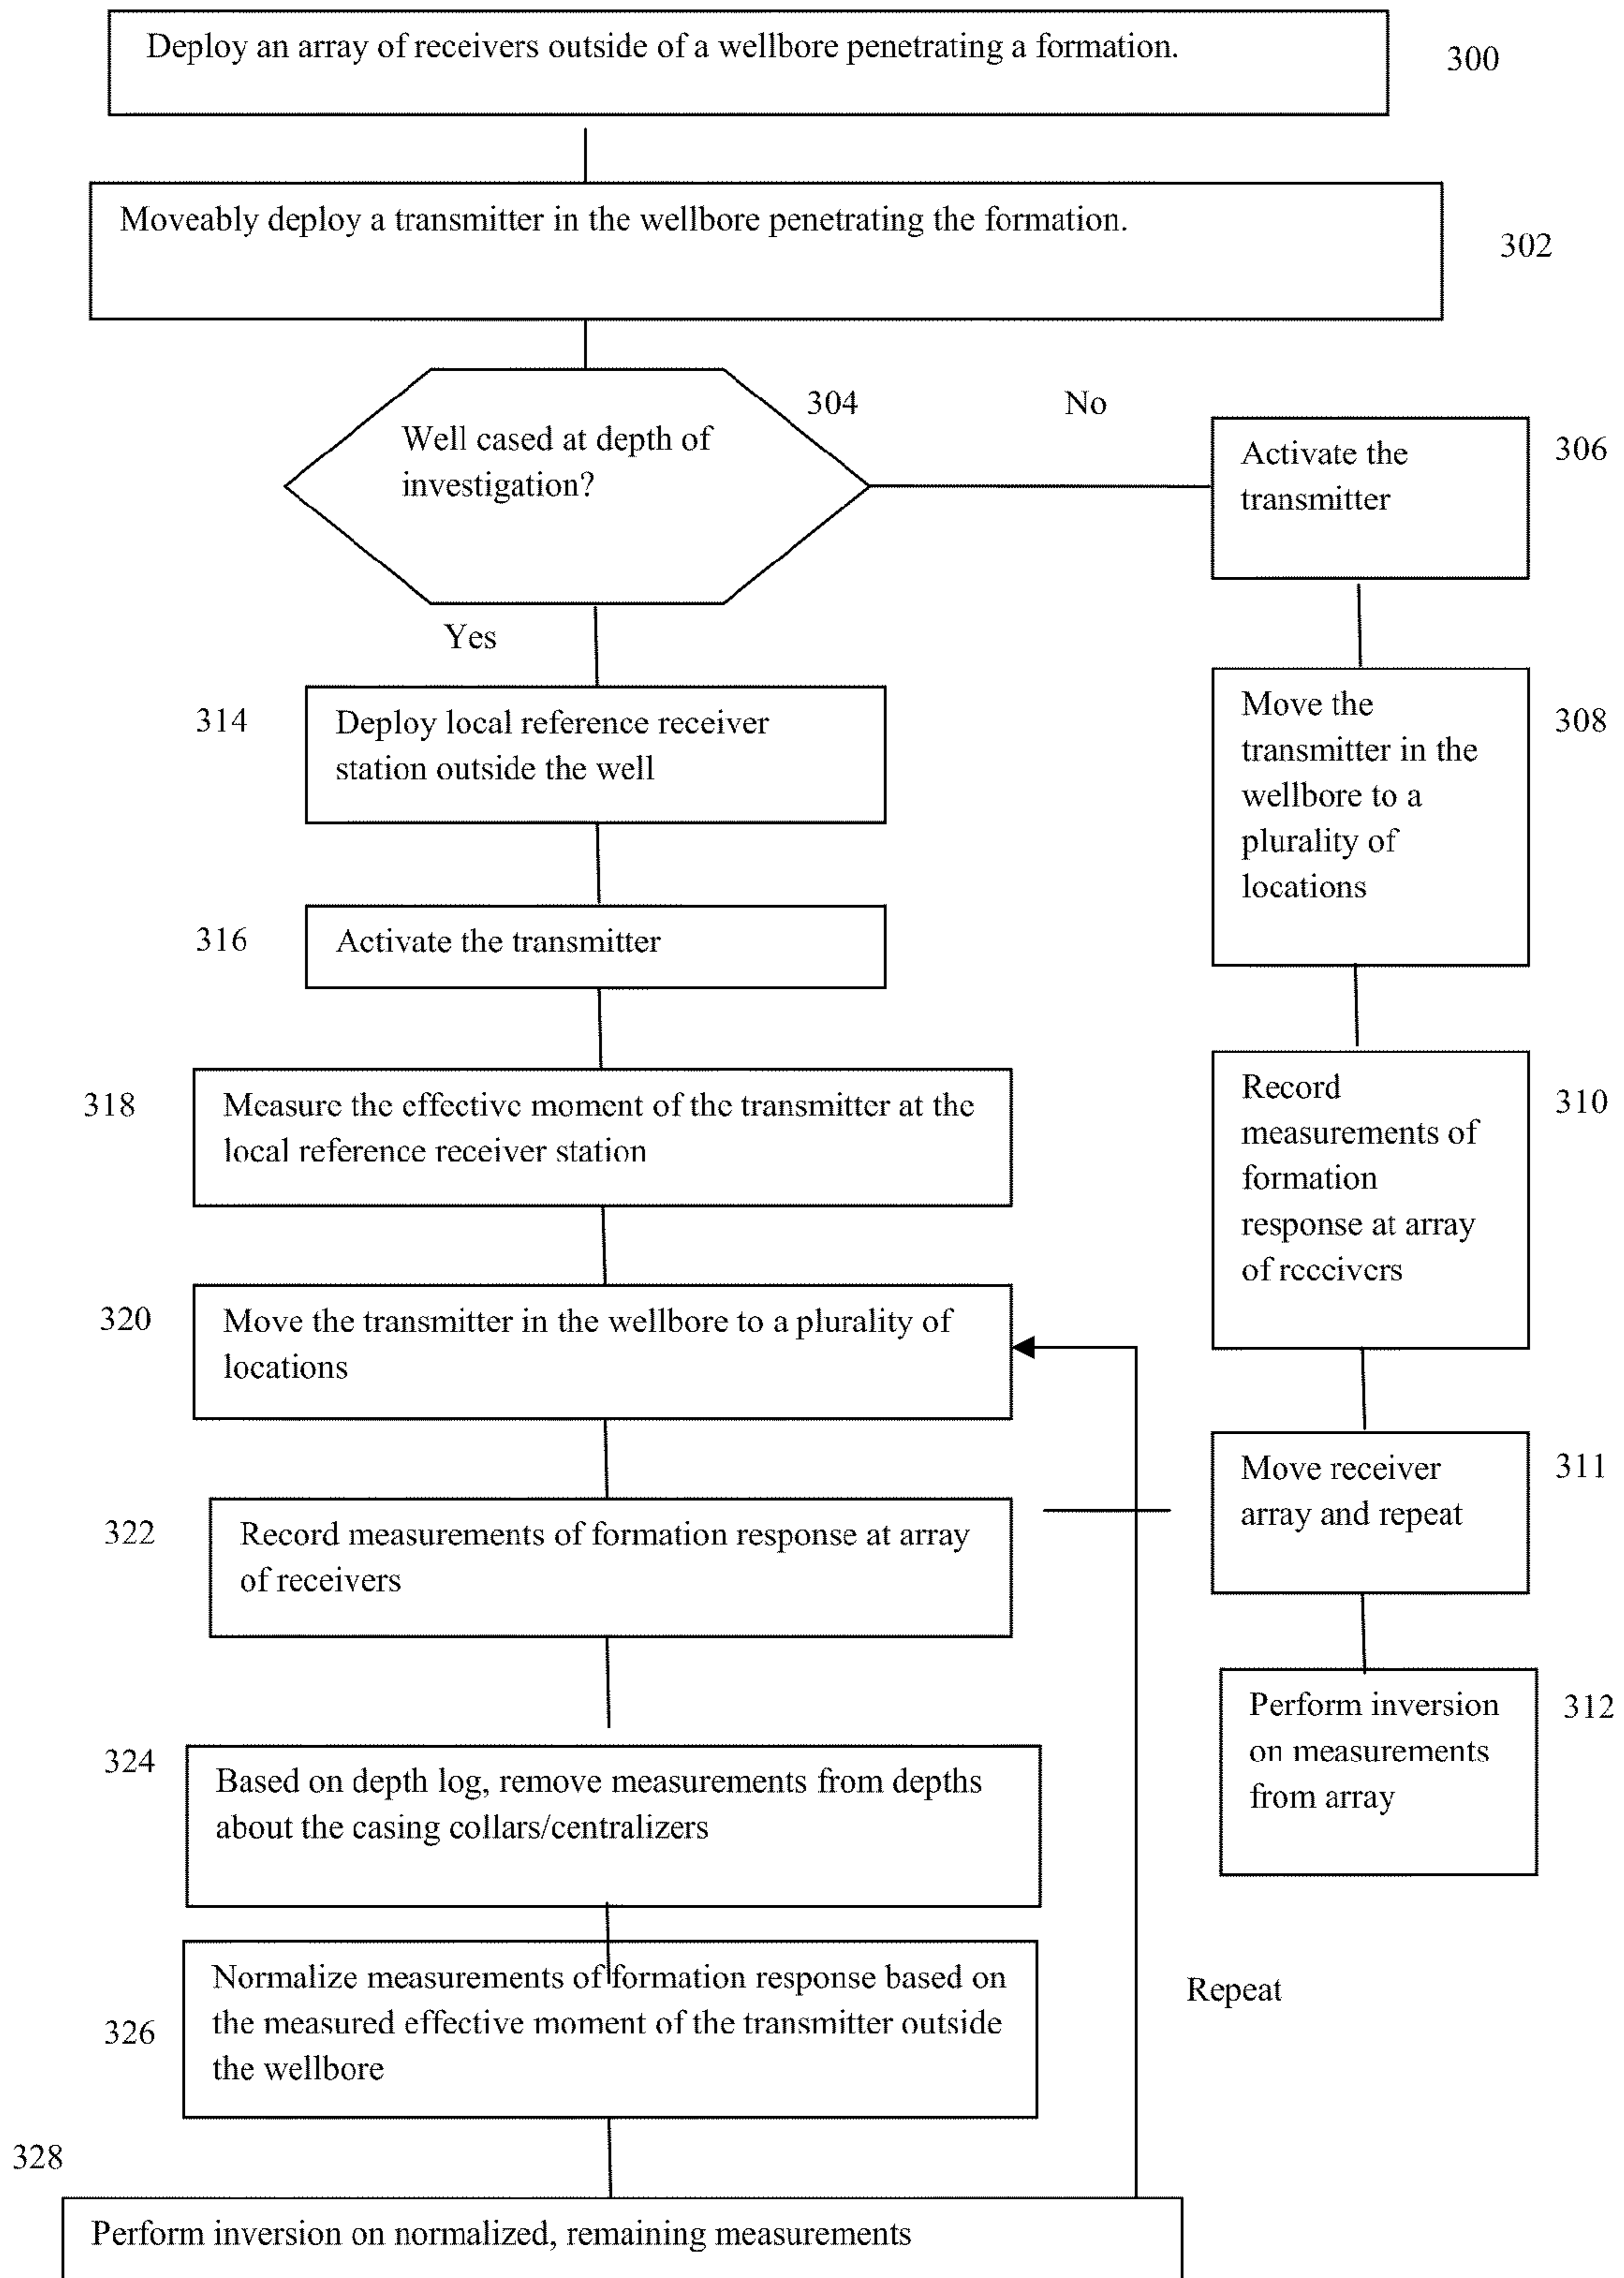 Deploy an array of receivers outside of a wellbore penetrating a formation.
300
Moveably deploy a transmitter in the wellbore penetrating the formation.
302
304
Well cased at depth of
investigation?
No
Yes
Activate the
transmitter
306
Move the
transmitter in the
wellbore to a
plurality of
locations
308
Record
measurements of
formation
response at array
of receivers
310
Move receiver
array and repeat
311
Perform inversion
on measurements
from array
312
314
Deploy local reference receiver
station outside the well
316
Activate the transmitter
318
Measure the effective moment of the transmitter at the
local reference receiver station
320
Move the transmitter in the wellbore to a plurality of
locations
322
Record measurements of formation response at array
of receivers
324
Based on depth log, remove measurements from depths
about the casing collars/centralizers
326
Normalize measurements of formation response based on
the measured effective moment of the transmitter outside
the wellbore
Repeat
328
Perform inversion on normalized, remaining measurements